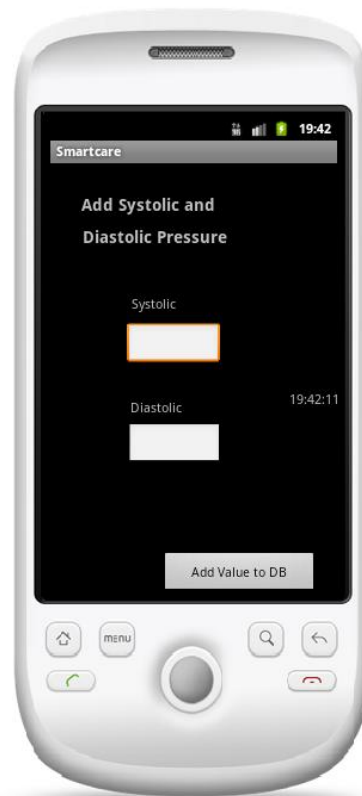 19:42
Smartcare
Add Systolic and
Diastolic Pressure
Systolic
Diastolic
19:42:11
Add Value to DB
MENU